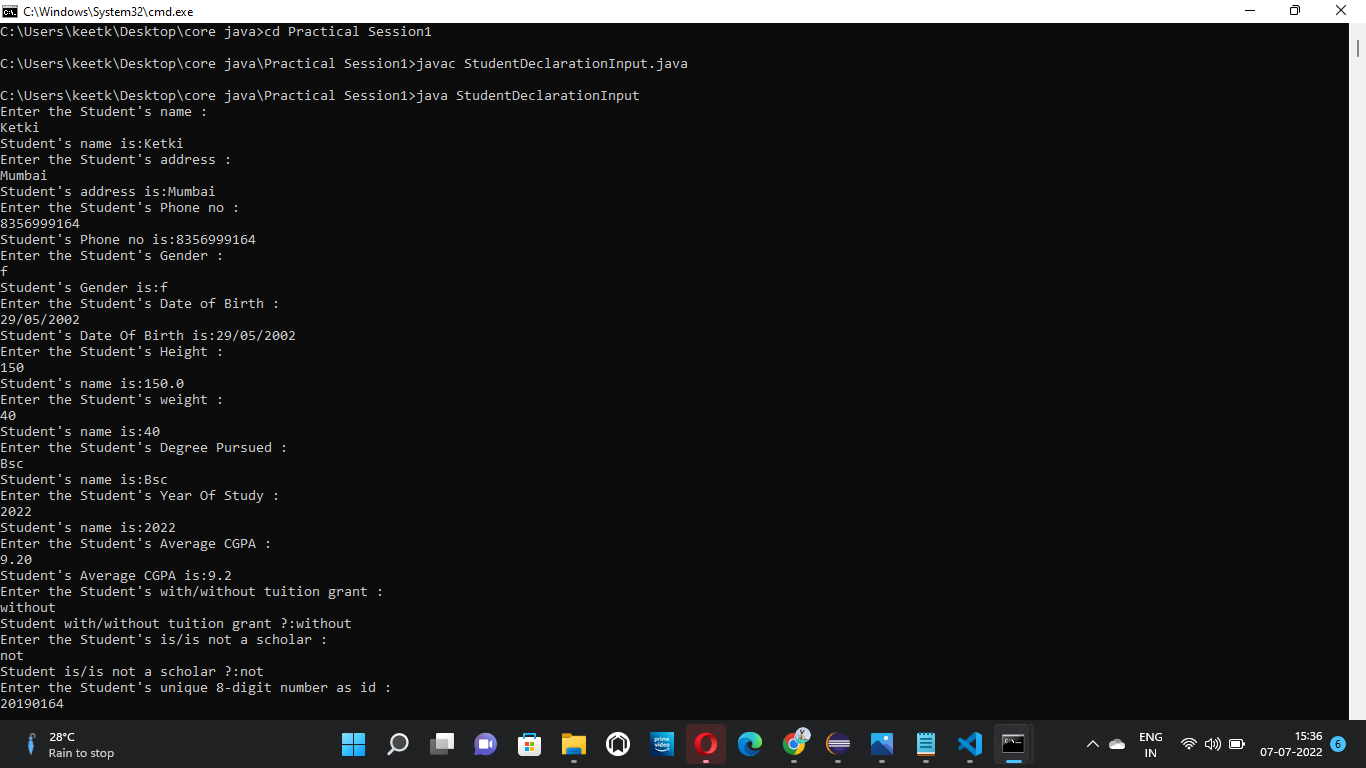 C:\Windows\System32\cmd.exe
C:\Users\keetk\Desktop\core java>cd Practical Session1
C:\Users\keetk\Desktop\core java\Practical Session1>javac StudentDeclarationInput.java
C:\Users\keetk\Desktop\core java\Practical Session1>java StudentDeclarationInput
Enter the Student's name :
Ketki
Student's name is:Ketki
Enter the Student's address :
Mumbai
Student's address is:Mumbai
Enter the Student's Phone no :
8356999164
Student's Phone no is:8356999164
Enter the Student's Gender :
f
Student's Gender is:f
Enter the Student's Date of Birth :
29/05/2002
Student's Date Of Birth is:29/05/2002
Enter the Student's Height :
150
Student's name is:150.0
Enter the Student's weight :
40
Student's name is:40
Enter the Student's Degree Pursued :
Bsc
Student's name is:Bsc
Enter the Student's Year Of Study :
2022
Student's name is:2022
Enter the Student's Average CGPA :
9.20
Student's Average CGPA is:9.2
Enter the Student's with/without tuition grant :
without
Student with/without tuition grant ?:without
Enter the Student's is/is not a scholar :
not
Student is/is not a scholar ?:not
Enter the Student's unique 8-digit number as id :
20190164
28°C
Rain to stop
prime video
ENG
IN
15:36
07-07-2022
6